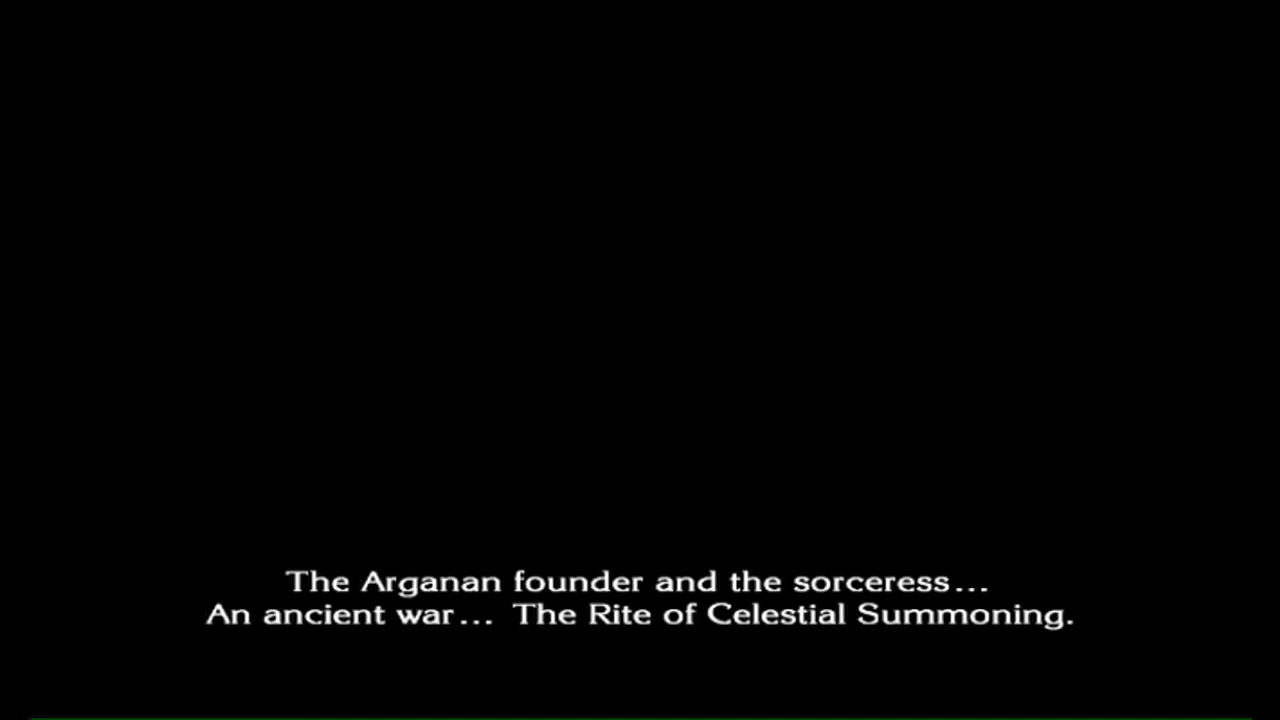 The Arganan founder and the sorceress...
An ancient war... The Rite of Celestial Summoning.